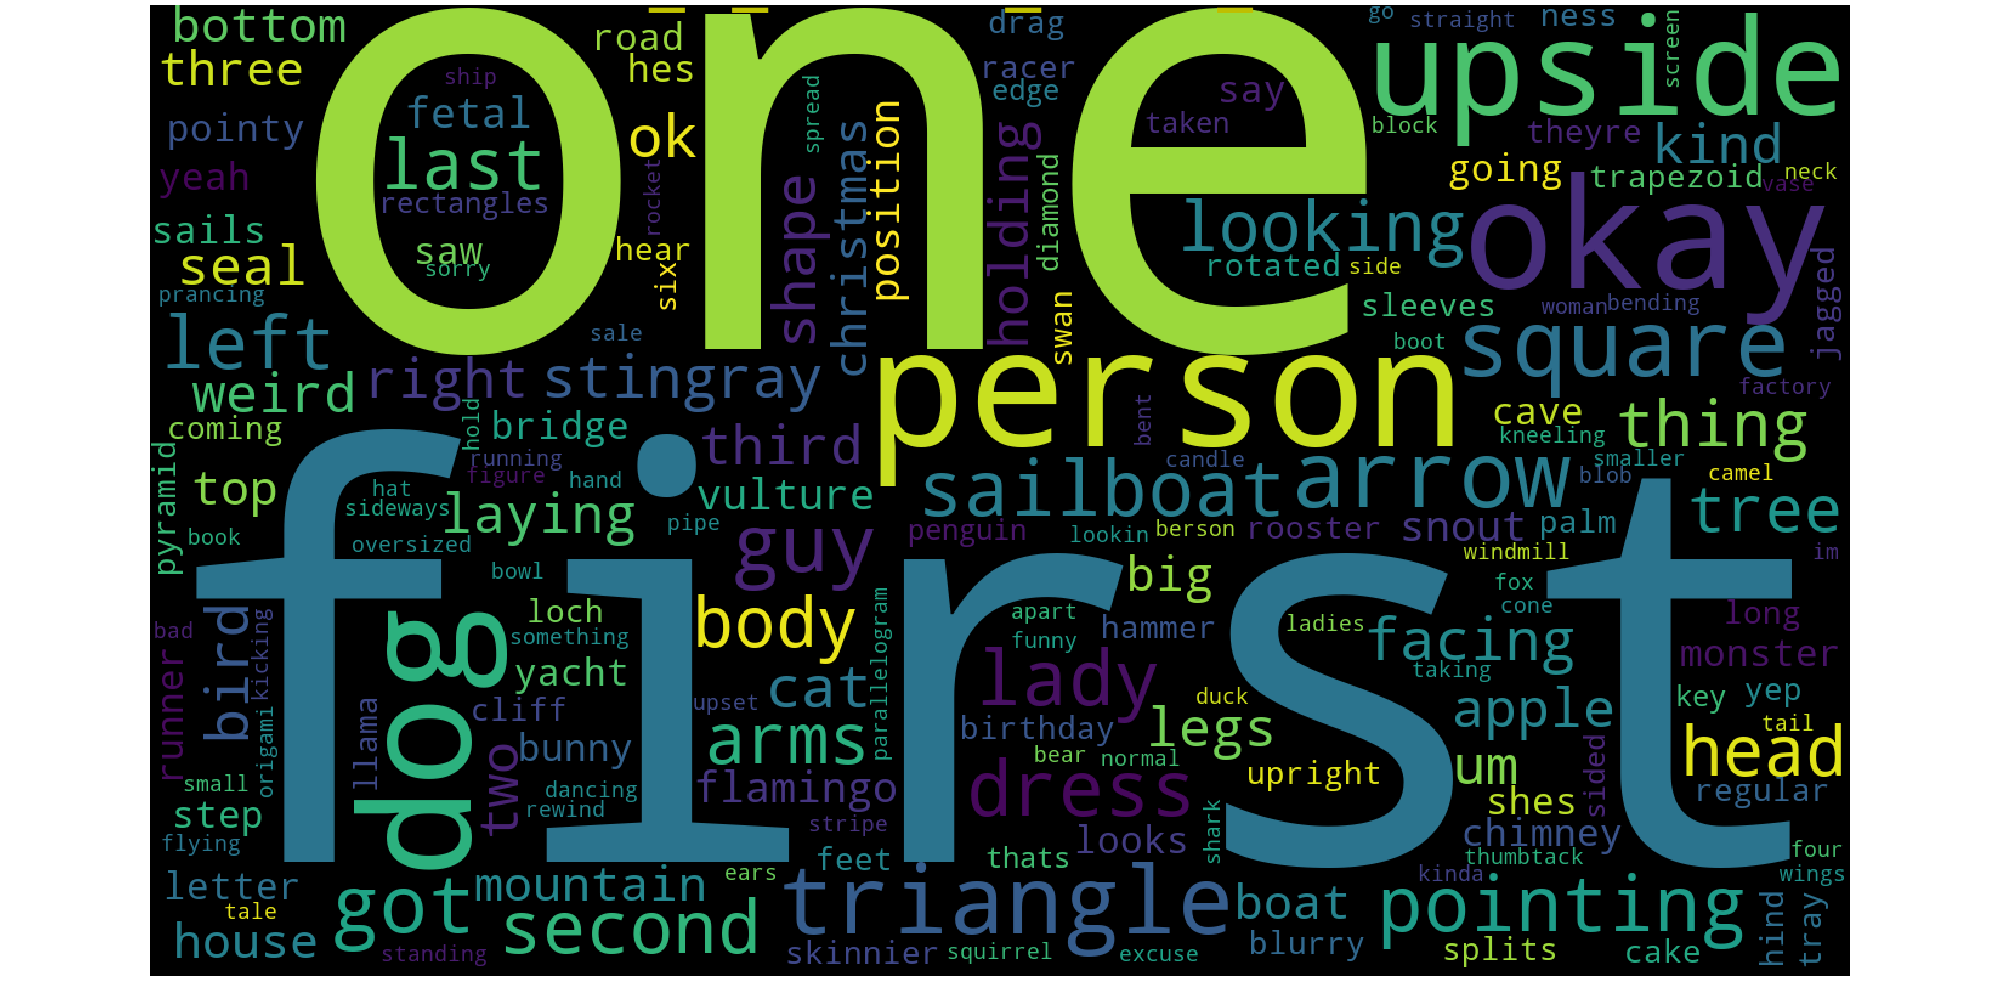 one
first
person
upside
okay
dog
triangle
square
arrow
sailboat
pointing
looking
guy
lady
dress
second
got
body
head
arms
thing
last
left
right
stingray
shape
holding
bottom
three
road
hes
drag
racer
edge
go
straight
ness
screen
ship
fetal
ok
pointy
yeah
rectangles
sails
seal
saw
sorry
hear
six
rocket
spread
christmas
position
diamond
swan
say
taken
block
theyre
kind
going
trapezoid
vase
neck
rotated
side
sleeves
woman
bending
jagged
boot
factory
prancing
sale
weird
coming
bridge
hold
running
figure
third
vulture
bent
candle
cave
kneeling
smaller
blob
camel
tree
pyramid
top
book
hat
sideways
hand
laying
oversized
pipe
penguin
lookin
berson
rooster
snout
palm
windmill
im
bowl
big
fox
cone
loch
something
yacht
bird
kicking
bad
runner
origami
llama
cliff
bunny
two
dancing
rewind
upset
cat
parallelogram
apart
funny
hammer
ladies
facing
taking
long
monster
birthday
duck
legs
apple
key
yep
tail
bear
normal
flamingo
upright
um
shes
sided
regular
small
step
flying
stripe
feet
looks
shark
chimney
thumbtack
four
kinda
wings
thats
ears
letter
mountain
tale
house
standing
skinnier
squirrel
excuse
boat
blurry
splits
cake
hind
tray